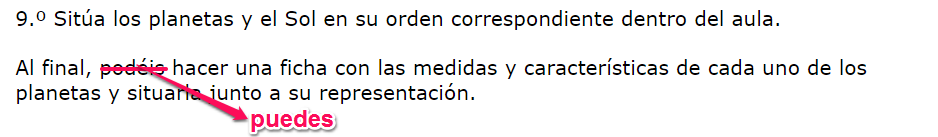 9.º Sitúa los planetas y el Sol en su orden correspondiente dentro del aula.
Al final, podéis hacer una ficha con las medidas y características de cada uno de los
planetas y situarla junto a su representación.
puedes